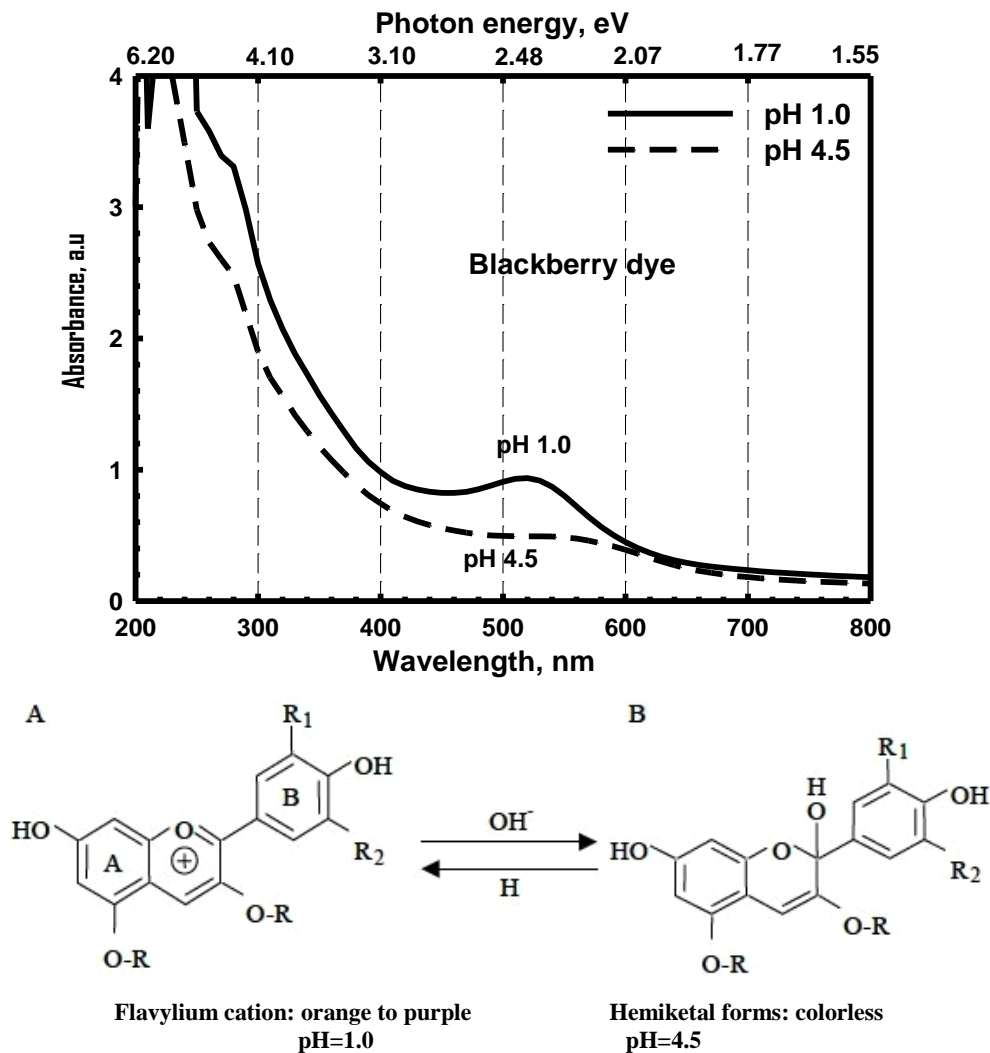 Photon energy, eV
6.20 4.10 3.10 2.48 2.07 1.77 1.55
4
pH 1.0
pH 4.5
3
Blackberry dye
Absorbance, a.u
2
pH 1.0
1
pH 4.5
0
200 300 400 500 600 700 800
Wavelength, nm
A B
R1 R1
OH H
B O OH
HO O OH⁻ HO O
A + R2 R2
H
O-R O-R
O-R O-R
Flavylium cation: orange to purple Hemiketal forms: colorless
pH=1.0 pH=4.5